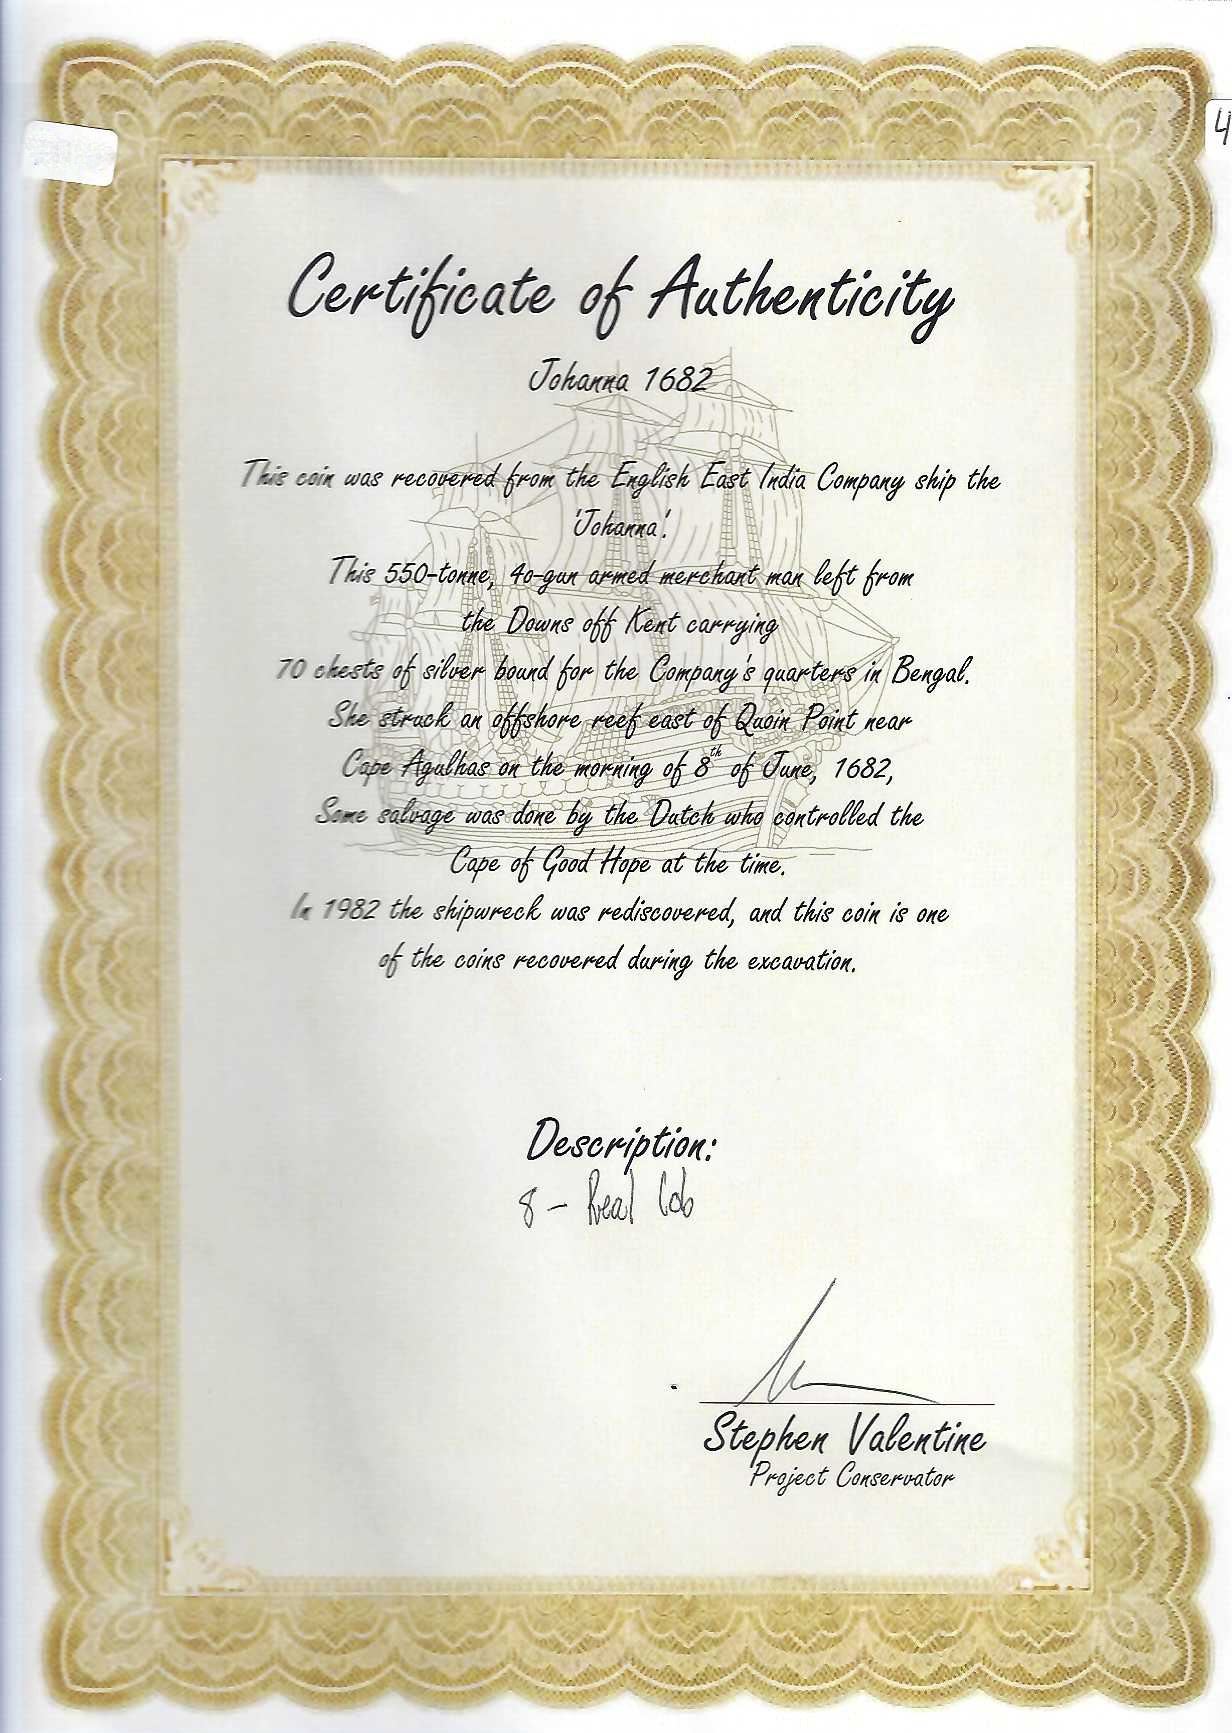 4
Certificate of Authenticity
Johanna 1682
This coin was recovered from the English East India Company ship the
'Johanna'.
This 550-tonne, 40-gun armed merchant man left from
the Downs off Kent carrying
70 chests of silver bound for the Company's quarters in Bengal.
She struck an offshore reef east of Quoin Point near
Cape Agulhas on the morning of 8th of June, 1682,
Some salvage was done by the Dutch who controlled the
Cape of Good Hope at the time.
In 1982 the shipwreck was rediscovered, and this coin is one
of the coins recovered during the excavation.
Description:
8 – Real Cob
Stephen Valentine
Project Conservator